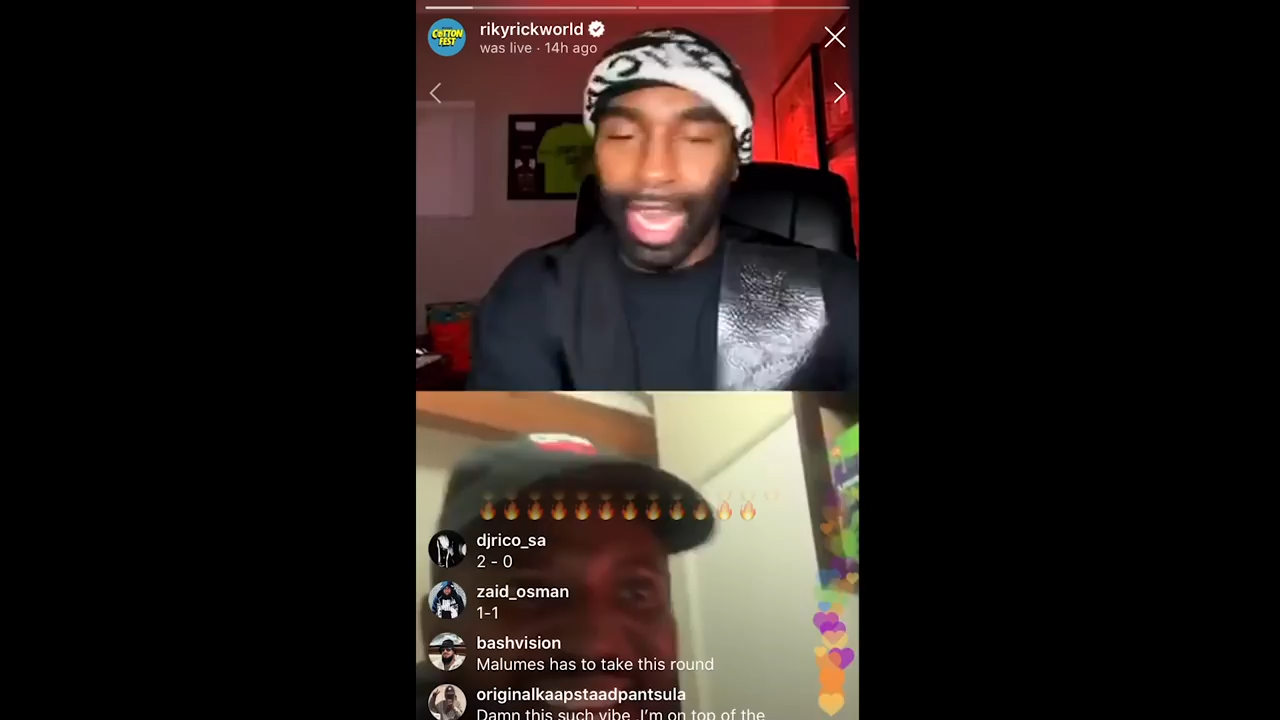 COTTON
FEST
rikyrickworld
was live · 14h ago
djrico_sa
2 - 0
zaid_osman
1-1
bashvision
Malumes has to take this round
originalkaapstaadpantsula
Damn this such vibe I'm on top of the